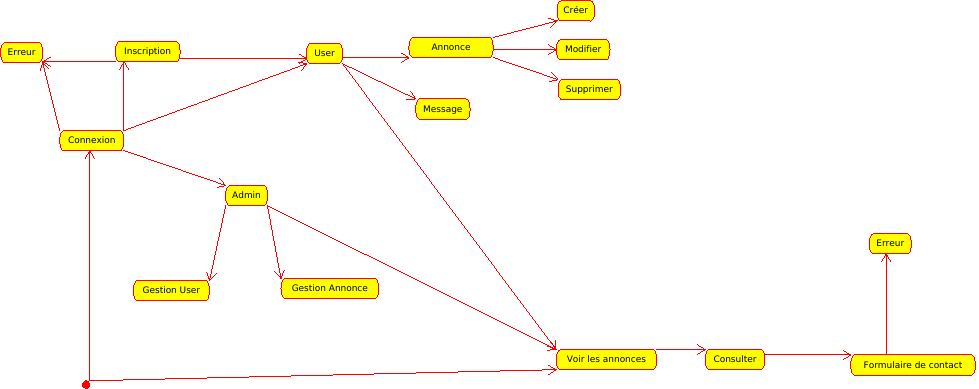 Créer
Erreur
Inscription
User
Annonce
Modifier
Supprimer
Message
Connexion
Admin
Gestion User
Gestion Annonce
Erreur
Voir les annonces
Consulter
Formulaire de contact